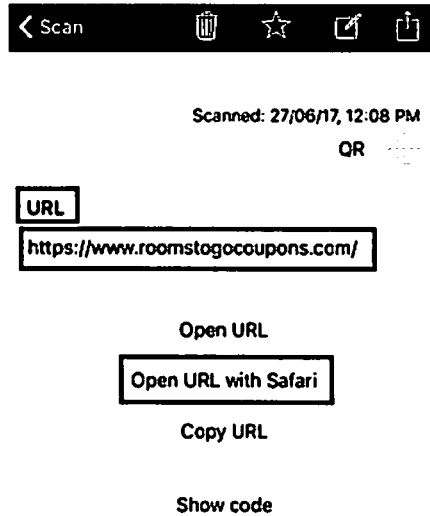 Scan
Scanned: 27/06/17, 12:08 PM
QR
URL
https://www.roomstogocoupons.com/
Open URL
Open URL with Safari
Copy URL
Show code